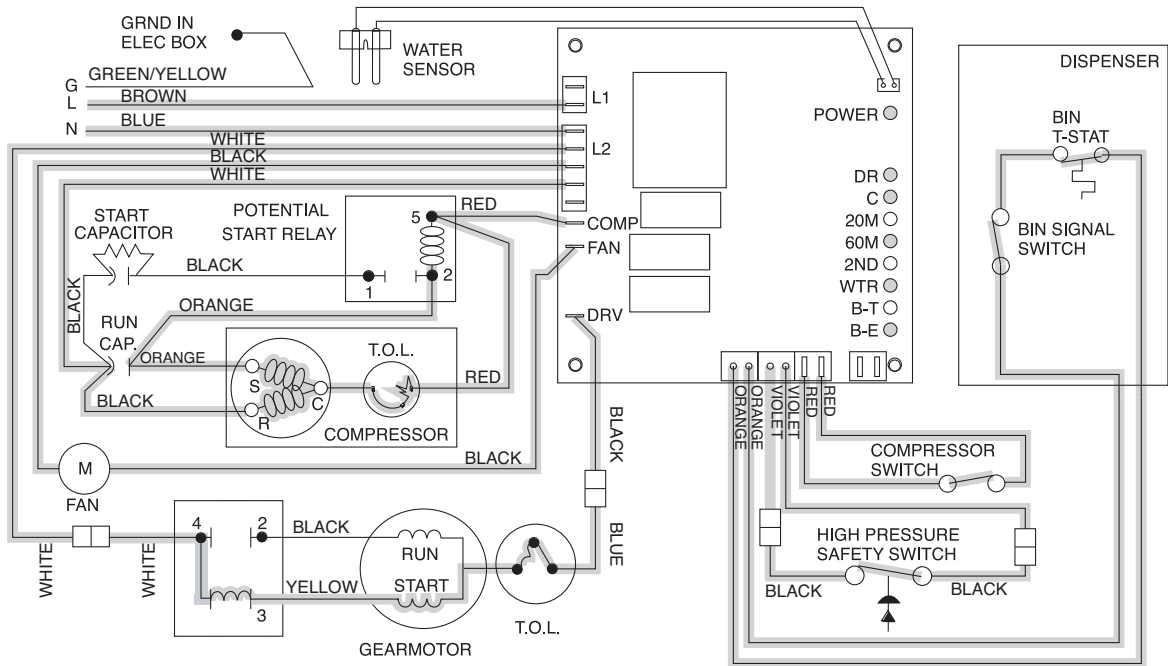 GRND IN
ELEC BOX
WATER
SENSOR
DISPENSER
G
GREEN/YELLOW
L
BROWN
L1
POWER
N
BLUE
WHITE
L2
BLACK
WHITE
BIN
T-STAT
DR
C
20M
60M
2ND
WTR
B-T
B-E
BIN SIGNAL
SWITCH
START
CAPACITOR
POTENTIAL
START RELAY
5
RED
COMP
FAN
BLACK
1
2
ORANGE
BLACK
RUN
CAP.
DRV
ORANGE
T.O.L.
S
C
R
RED
BLACK
COMPRESSOR
ORANGE
ORANGE
VIOLET
VIOLET
RED
RED
BLACK
M
FAN
BLACK
COMPRESSOR
SWITCH
4
2
BLACK
RUN
HIGH PRESSURE
SAFETY SWITCH
WHITE
WHITE
YELLOW
START
BLUE
BLACK
BLACK
3
GEARMOTOR
T.O.L.